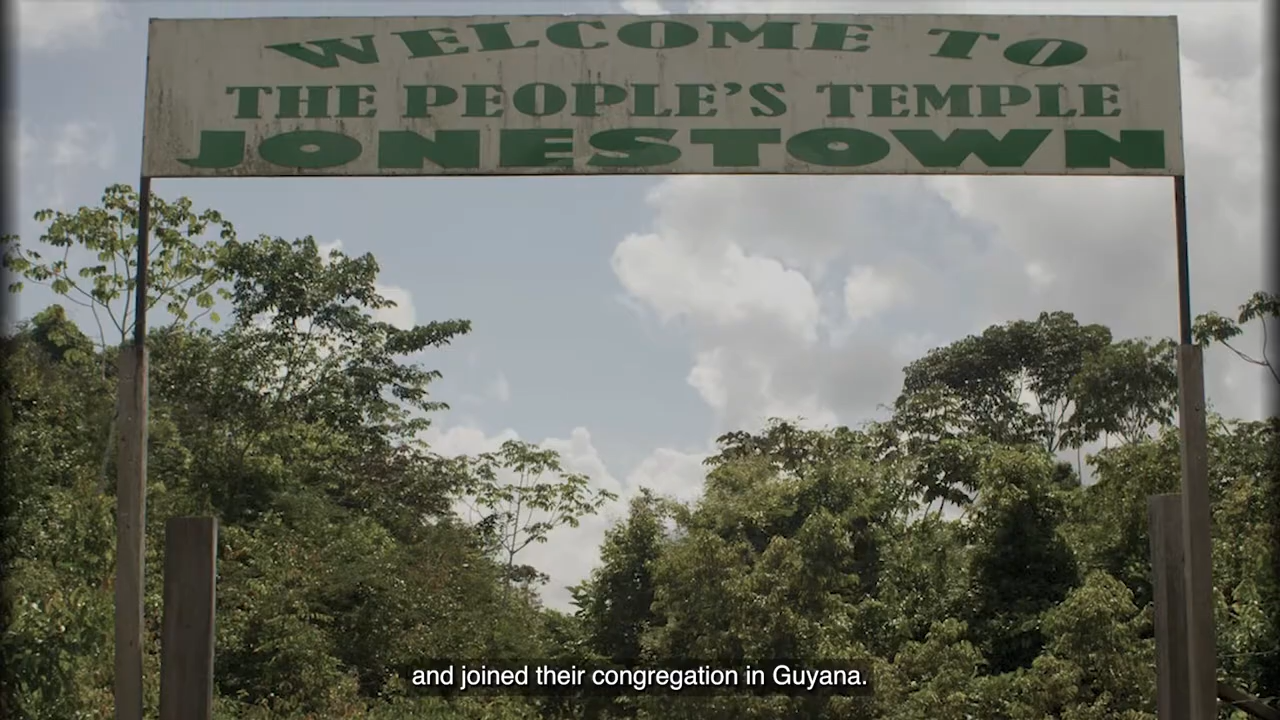 WELCOME TO
THE PEOPLE'S TEMPLE
JONESTOWN
and joined their congregation in Guyana.